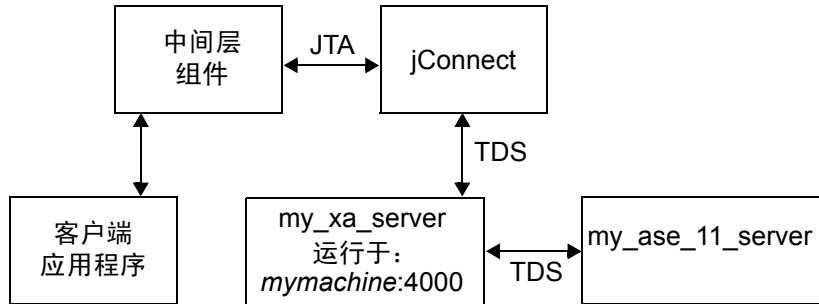 中间层
组件
JTA
jConnect
TDS
客户端
应用程序
my_xa_server
运行于：
mymachine:4000
TDS
my_ase_11_server